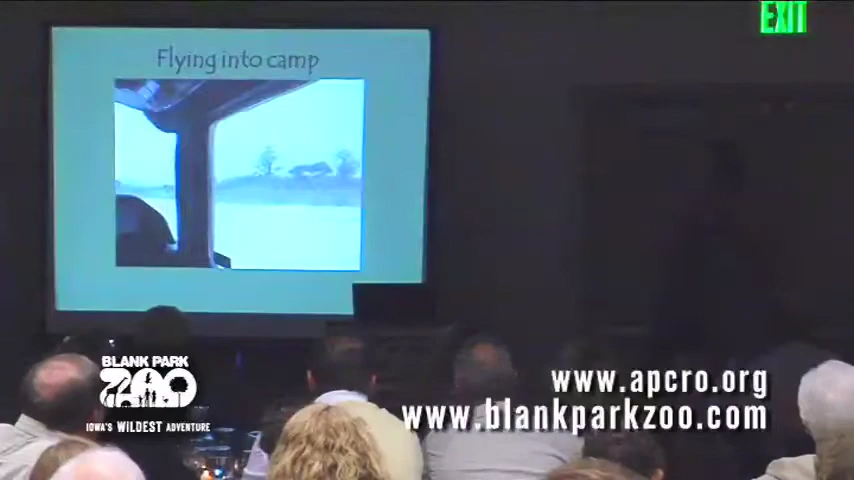 EXIT
Flying into camp
BLANK PARK
ZOO
IOWA'S WILDEST ADVENTURE
www.apcro.org
www.blankparkzoo.com